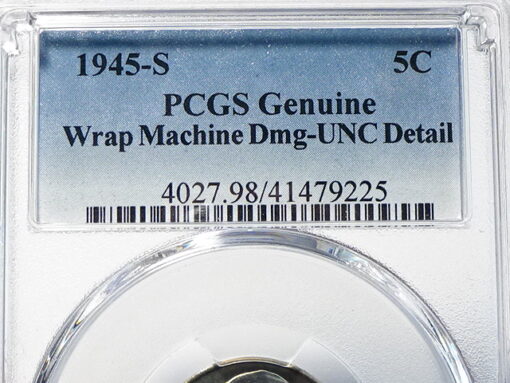 1945-S 5C
PCGS Genuine
Wrap Machine Dmg-UNC Detail
4027.98/41479225